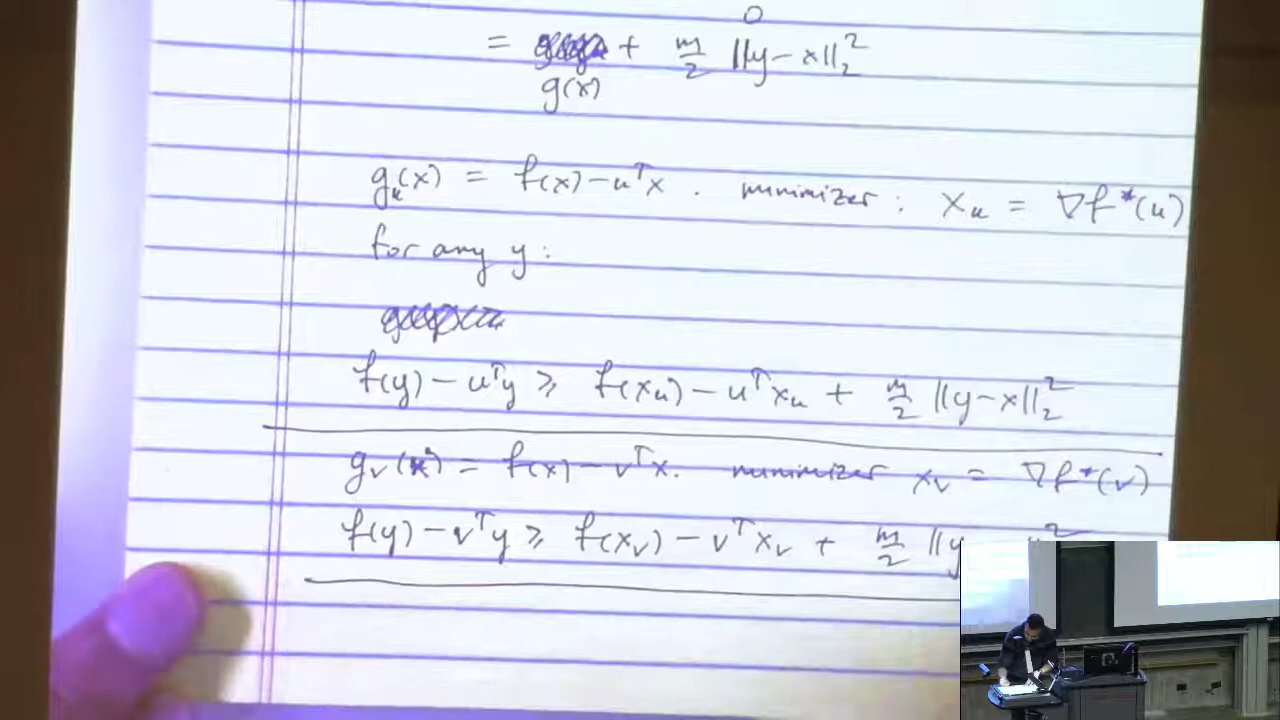 0
= + m/2 ||y-x||₂²
g(x)
gᵤ(x) = f(x) - uᵀx . minimizer : xᵤ = ∇f*(u)
for any y :
f(y) - uᵀy ⩾ f(xᵤ) - uᵀxᵤ + m/2 ||y-x||₂²
gᵥ(x) = f(x) - vᵀx. minimizer xᵥ = ∇f*(v)
f(y) - vᵀy ⩾ f(xᵥ) - vᵀxᵥ + m/2 ||y